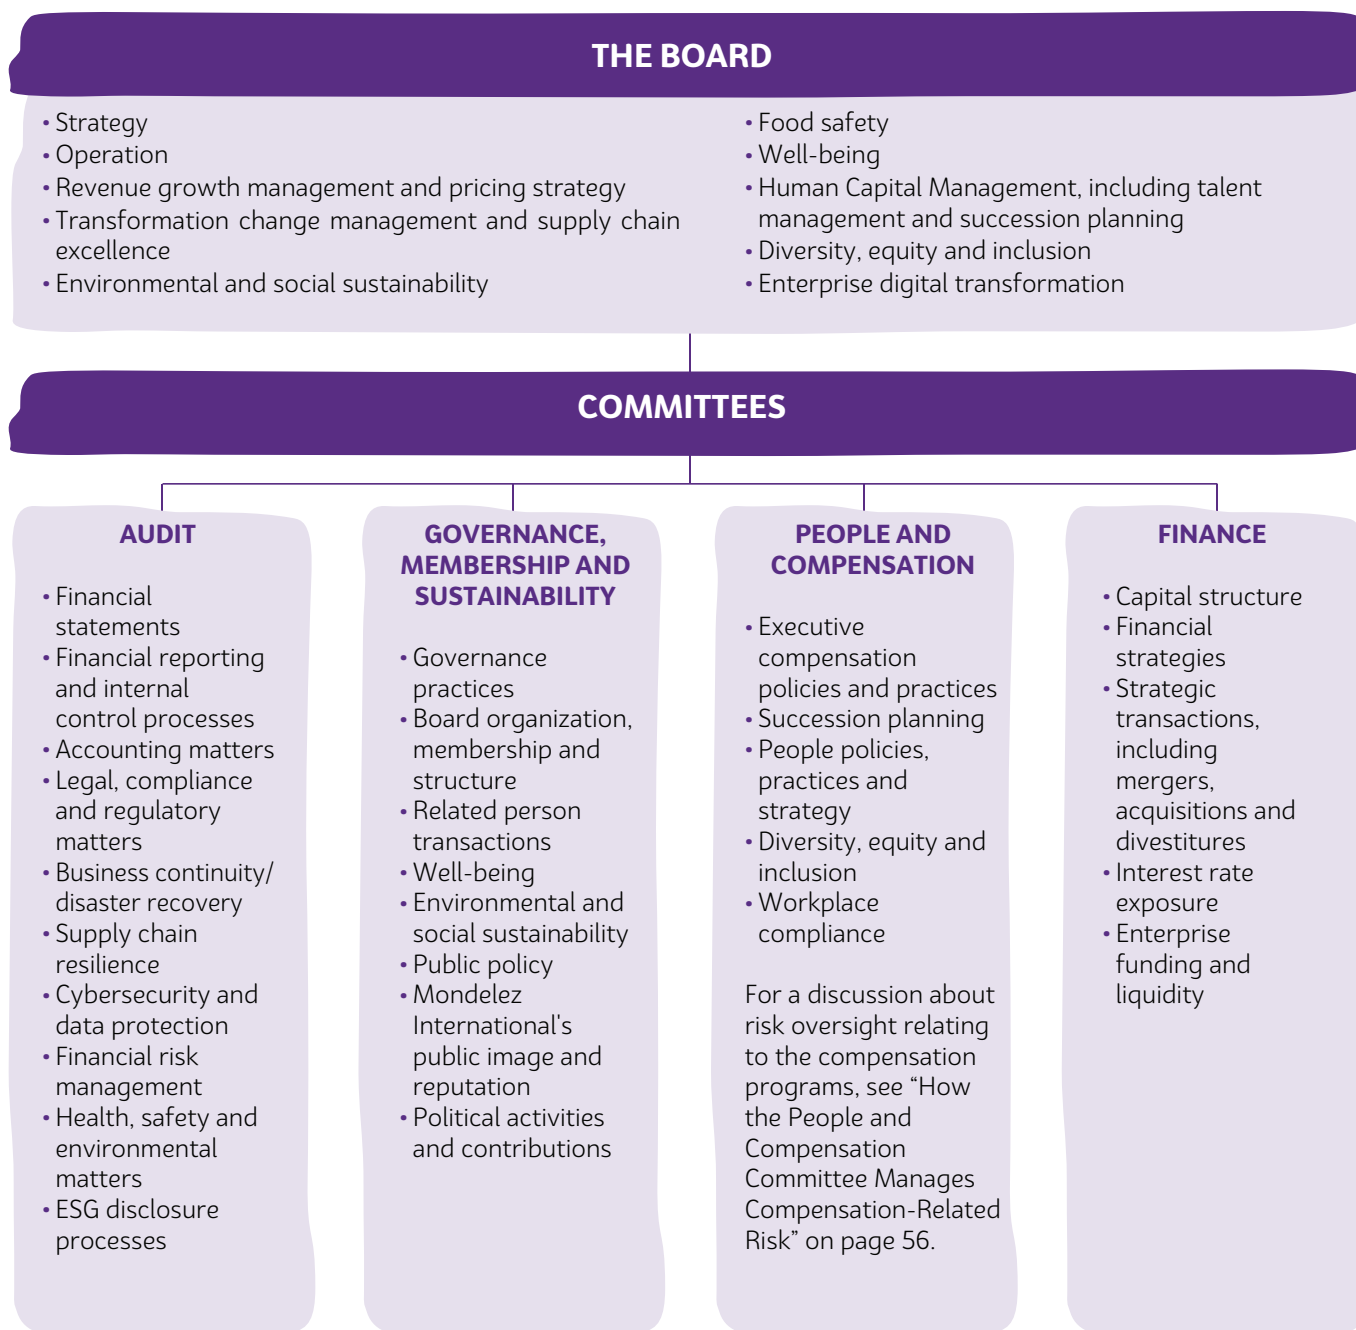 THE BOARD
• Strategy
• Operation
• Revenue growth management and pricing strategy
• Transformation change management and supply chain
excellence
• Environmental and social sustainability
• Food safety
• Well-being
• Human Capital Management, including talent
management and succession planning
• Diversity, equity and inclusion
• Enterprise digital transformation
COMMITTEES
AUDIT
• Financial
statements
• Financial reporting
and internal
control processes
• Accounting matters
• Legal, compliance
and regulatory
matters
• Business continuity/
disaster recovery
• Supply chain
resilience
• Cybersecurity and
data protection
• Financial risk
management
• Health, safety and
environmental
matters
• ESG disclosure
processes
GOVERNANCE,
MEMBERSHIP AND
SUSTAINABILITY
• Governance
practices
• Board organization,
membership and
structure
• Related person
transactions
• Well-being
• Environmental and
social sustainability
• Public policy
• Mondelez
International's
public image and
reputation
• Political activities
and contributions
PEOPLE AND
COMPENSATION
• Executive
compensation
policies and practices
• Succession planning
• People policies,
practices and
strategy
• Diversity, equity and
inclusion
• Workplace
compliance
For a discussion about
risk oversight relating
to the compensation
programs, see “How
the People and
Compensation
Committee Manages
Compensation-Related
Risk” on page 56.
FINANCE
• Capital structure
• Financial
strategies
• Strategic
transactions,
including
mergers,
acquisitions and
divestitures
• Interest rate
exposure
• Enterprise
funding and
liquidity